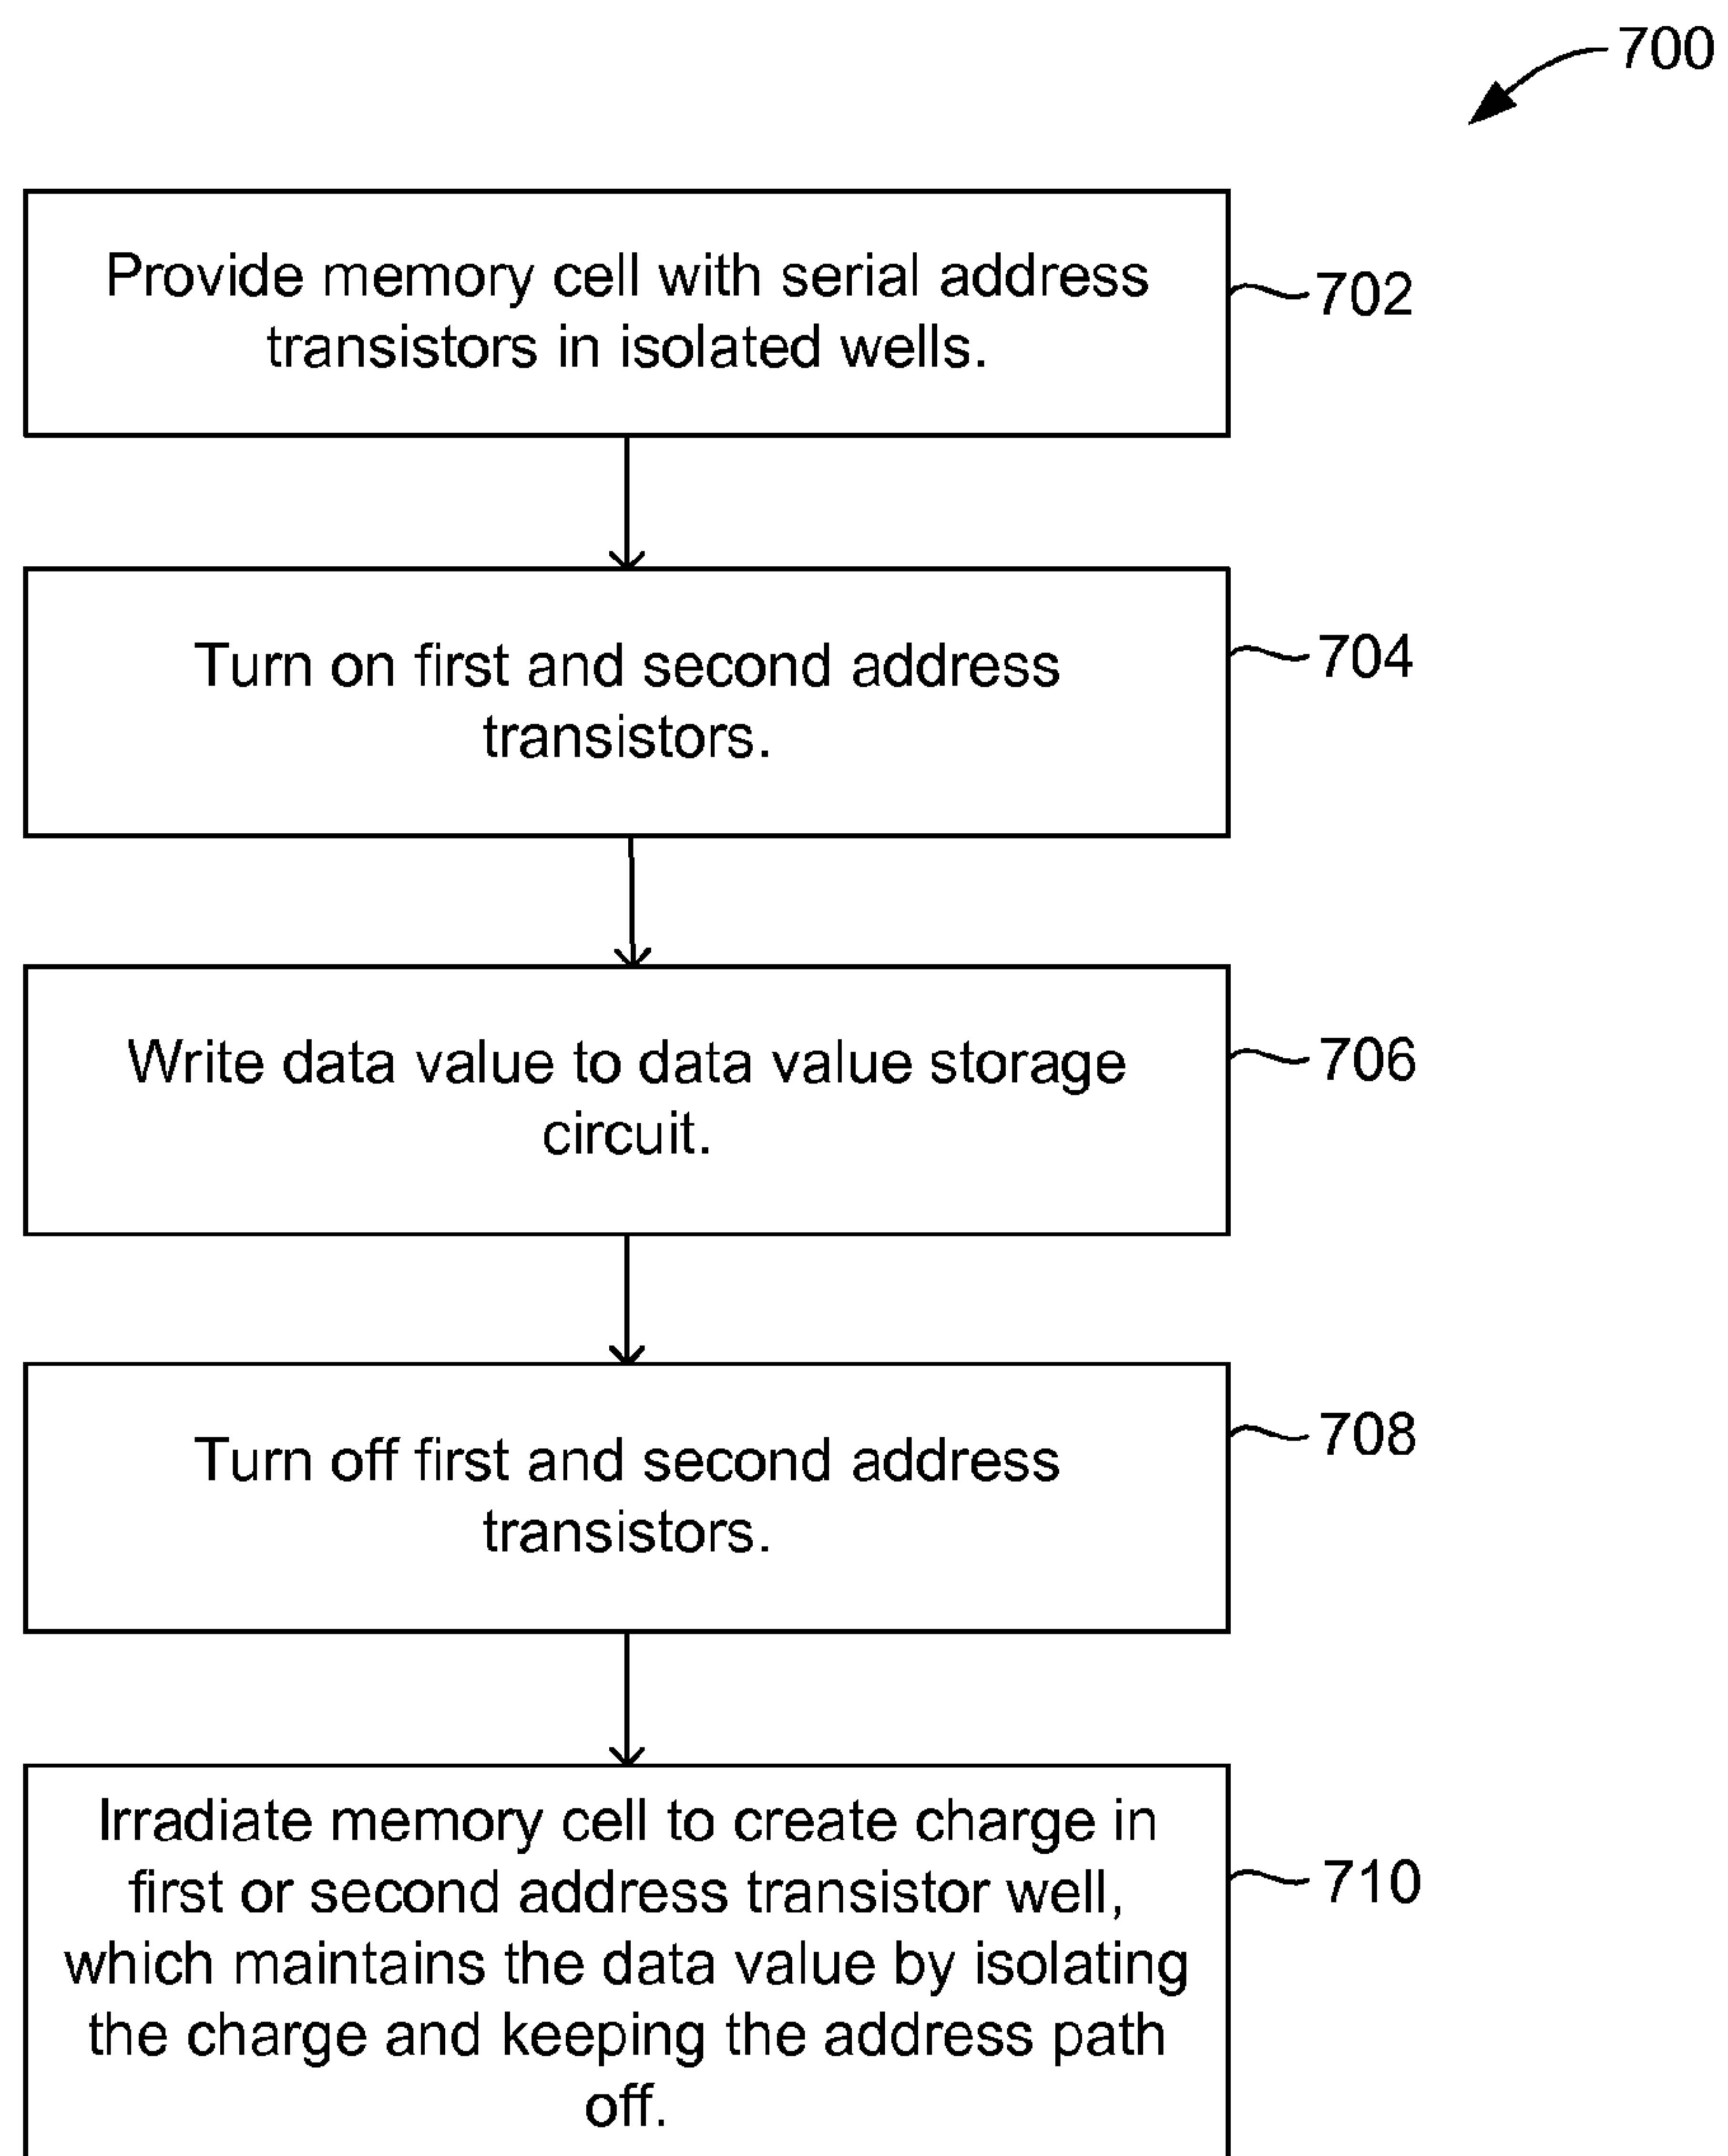 700
Provide memory cell with serial address
transistors in isolated wells.
702
Turn on first and second address
transistors.
704
Write data value to data value storage
circuit.
706
Turn off first and second address
transistors.
708
Irradiate memory cell to create charge in
first or second address transistor well,
which maintains the data value by isolating
the charge and keeping the address path
off.
710